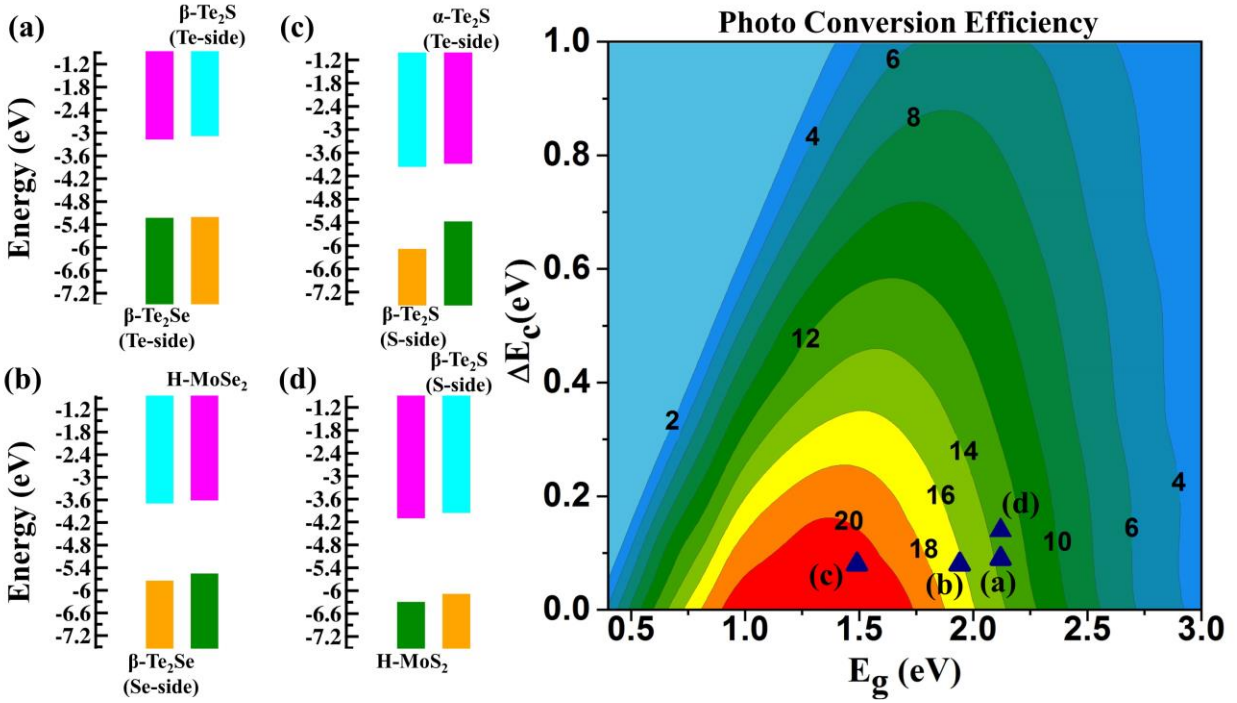 (a)
β-Te₂S
(Te-side)
Energy (eV)
-1.2
-1.8
-2.4
-3
-3.6
-4.2
-4.8
-5.4
-6
-6.6
-7.2
β-Te₂Se
(Te-side)
(c)
α-Te₂S
(Te-side)
-1.2
-1.8
-2.4
-3
-3.6
-4.2
-4.8
-5.4
-6
-6.6
-7.2
β-Te₂S
(S-side)
(b)
H-MoSe₂
Energy (eV)
-1.2
-1.8
-2.4
-3
-3.6
-4.2
-4.8
-5.4
-6
-6.6
-7.2
β-Te₂Se
(Se-side)
(d)
β-Te₂S
(S-side)
-1.2
-1.8
-2.4
-3
-3.6
-4.2
-4.8
-5.4
-6
-6.6
-7.2
H-MoS₂
Photo Conversion Efficiency
ΔE_c(eV)
1.0
0.8
0.6
0.4
0.2
0.0
6
4
8
12
2
14
16
4
20
18
10
6
(d)
(c)
(b)
(a)
0.5 1.0 1.5 2.0 2.5 3.0
E_g (eV)